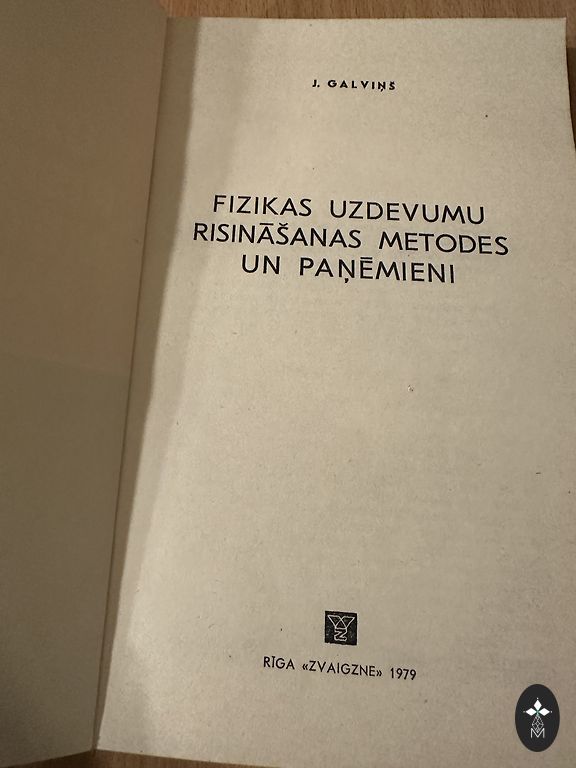 J. GALVIŅŠ
FIZIKAS UZDEVUMU
RISINĀŠANAS METODES
UN PAŅĒMIENI
RĪGA «ZVAIGZNE» 1979
M